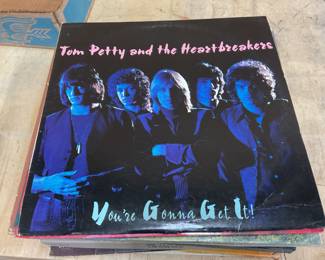 Tom Petty and the Heartbreakers
You're Gonna Get It!